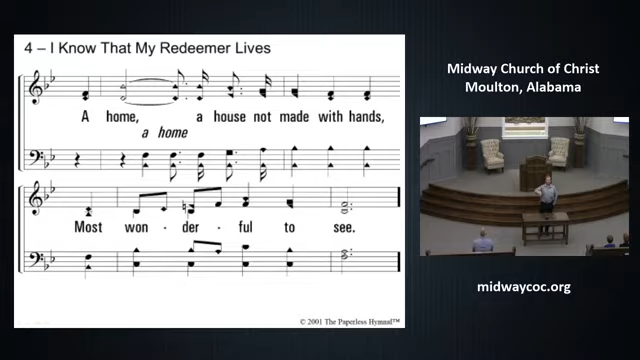 4 – I Know That My Redeemer Lives
A home, a house not made with hands,
a home
Most won - der - ful to see.
© 2001 The Paperless Hymnal™
Midway Church of Christ
Moulton, Alabama
midwaycoc.org